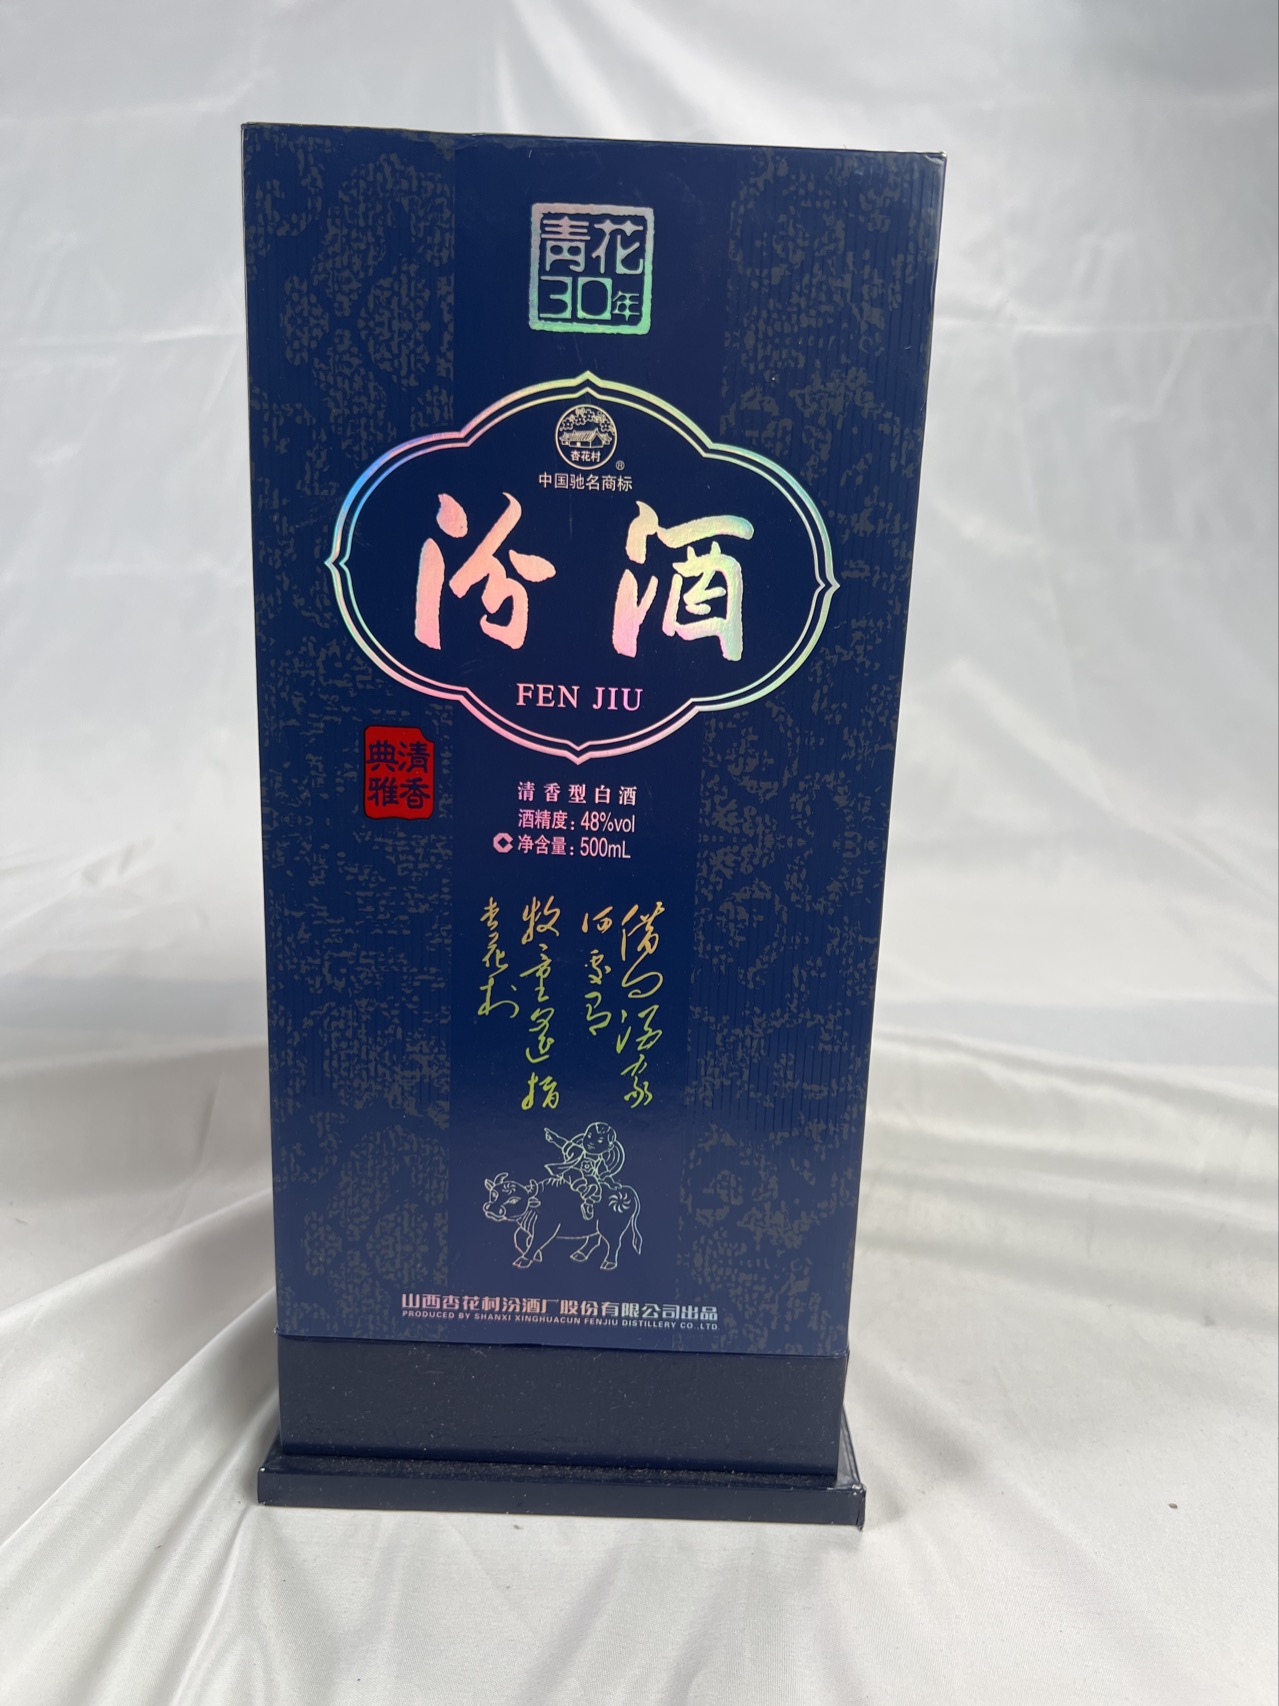 青花
30年
杏花村
®
中国驰名商标
汾酒
FEN JIU
清香
典雅
清香型白酒
酒精度：48%vol
C 净含量：500mL
借问酒家
何处有
牧童遥指
杏花村
山西杏花村汾酒厂股份有限公司出品
PRODUCED BY SHANXI XINGHUACUN FENJIU DISTILLERY CO.,LTD.